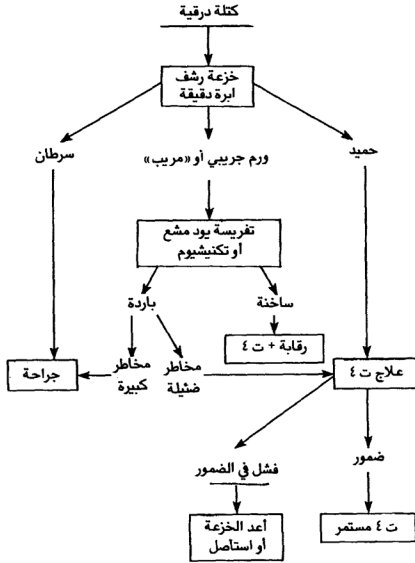 كتلة درقية
خزعة رشف
ابرة دقيقة
سرطان
ورم جريبي أو «مريب»
حميد
تفريسة يود مشع
أو تكنيشيوم
باردة
ساخنة
رقابة + ت ٤
جراحة
مخاطر
كبيرة
مخاطر
ضئيلة
علاج ت ٤
فشل في الضمور
ضمور
أعد الخزعة
أو استاصل
ت ٤ مستمر